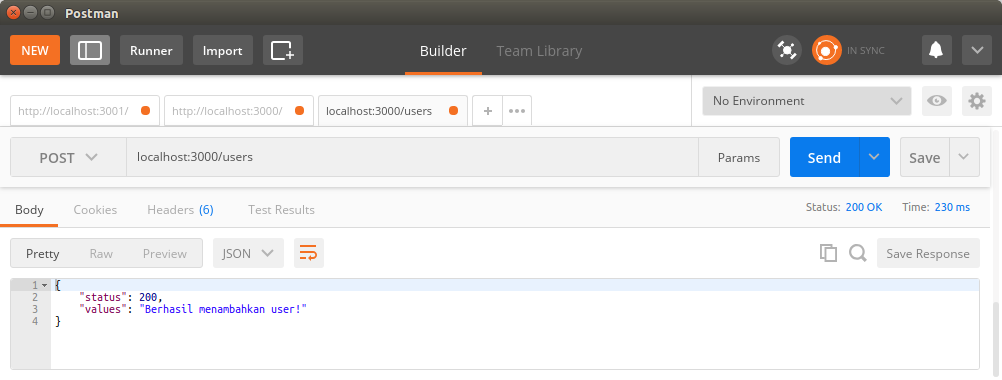 Postman
NEW Runner Import Builder Team Library IN SYNC
http://localhost:3001/ http://localhost:3000/ localhost:3000/users + ••• No Environment
POST localhost:3000/users Params Send Save
Body Cookies Headers (6) Test Results Status: 200 OK Time: 230 ms
Pretty Raw Preview JSON Save Response
1 {
2 "status": 200,
3 "values": "Berhasil menambahkan user!"
4 }